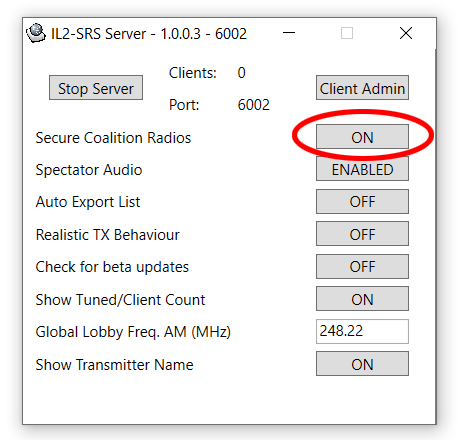 IL2-SRS Server - 1.0.0.3 - 6002
Stop Server
Clients: 0
Port: 6002
Client Admin
Secure Coalition Radios ON
Spectator Audio ENABLED
Auto Export List OFF
Realistic TX Behaviour OFF
Check for beta updates OFF
Show Tuned/Client Count ON
Global Lobby Freq. AM (MHz) 248.22
Show Transmitter Name ON